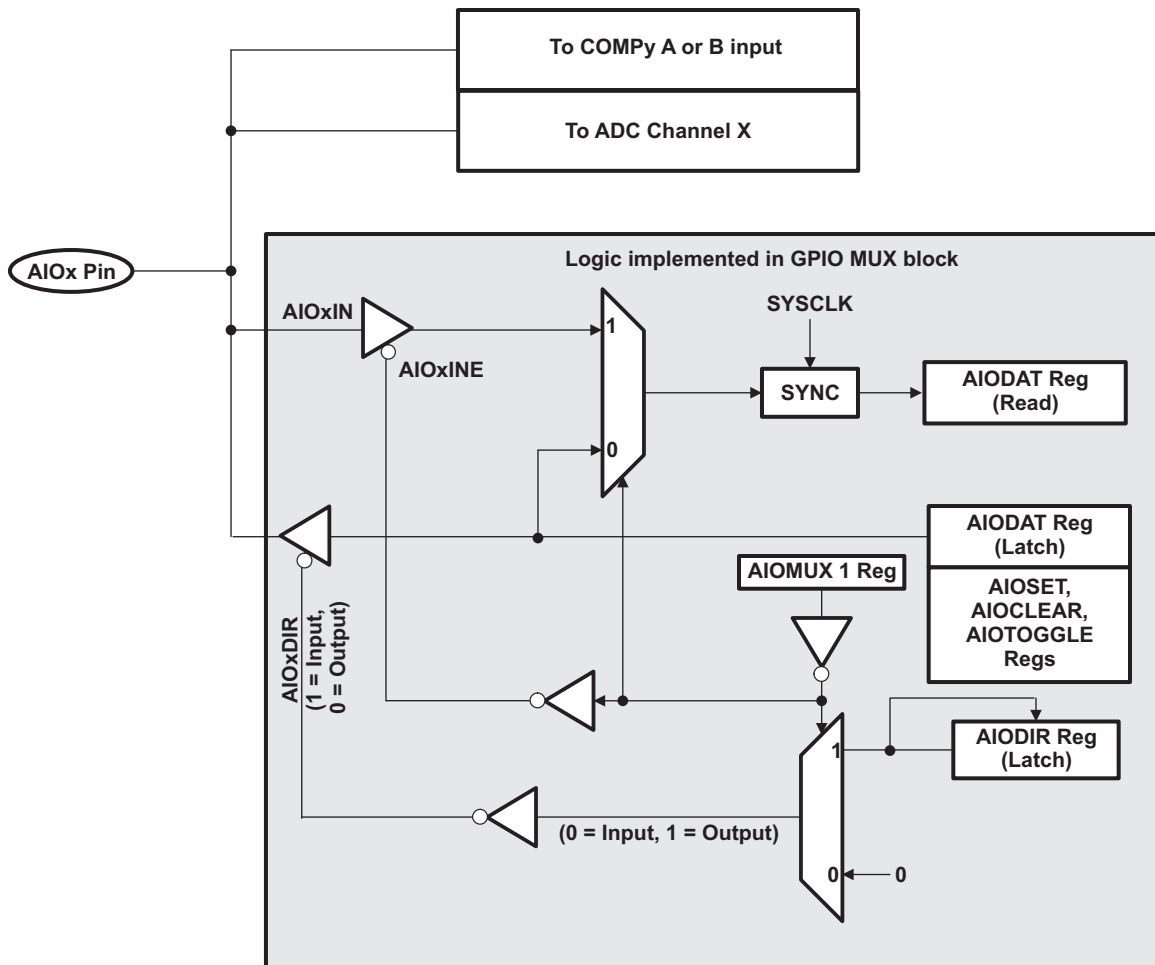 To COMPy A or B input
To ADC Channel X
AIOx Pin
Logic implemented in GPIO MUX block
AIOxIN
SYSCLK
1
AIOxINE
SYNC
AIODAT Reg
(Read)
0
AIODAT Reg
(Latch)
AIOMUX 1 Reg
AIOSET,
AIOCLEAR,
AIOTOGGLE
Regs
AIOxDIR
(1 = Input,
0 = Output)
1
AIODIR Reg
(Latch)
(0 = Input, 1 = Output)
0
0